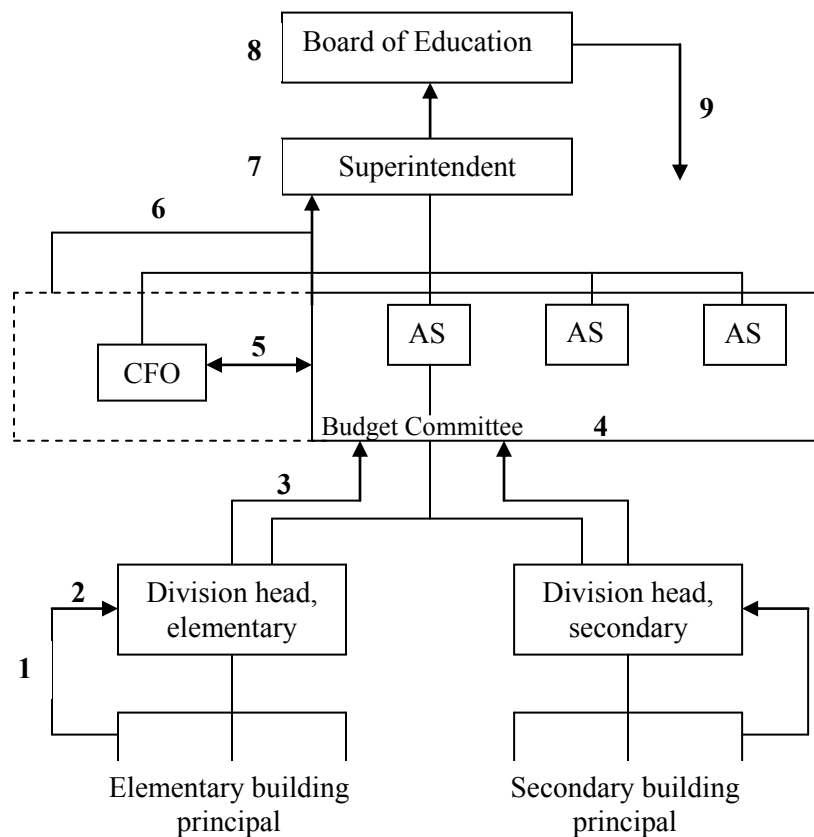 8
Board of Education
9
7
Superintendent
6
AS
AS
AS
CFO
5
Budget Committee
4
3
2
Division head,
elementary
Division head,
secondary
1
Elementary building
principal
Secondary building
principal